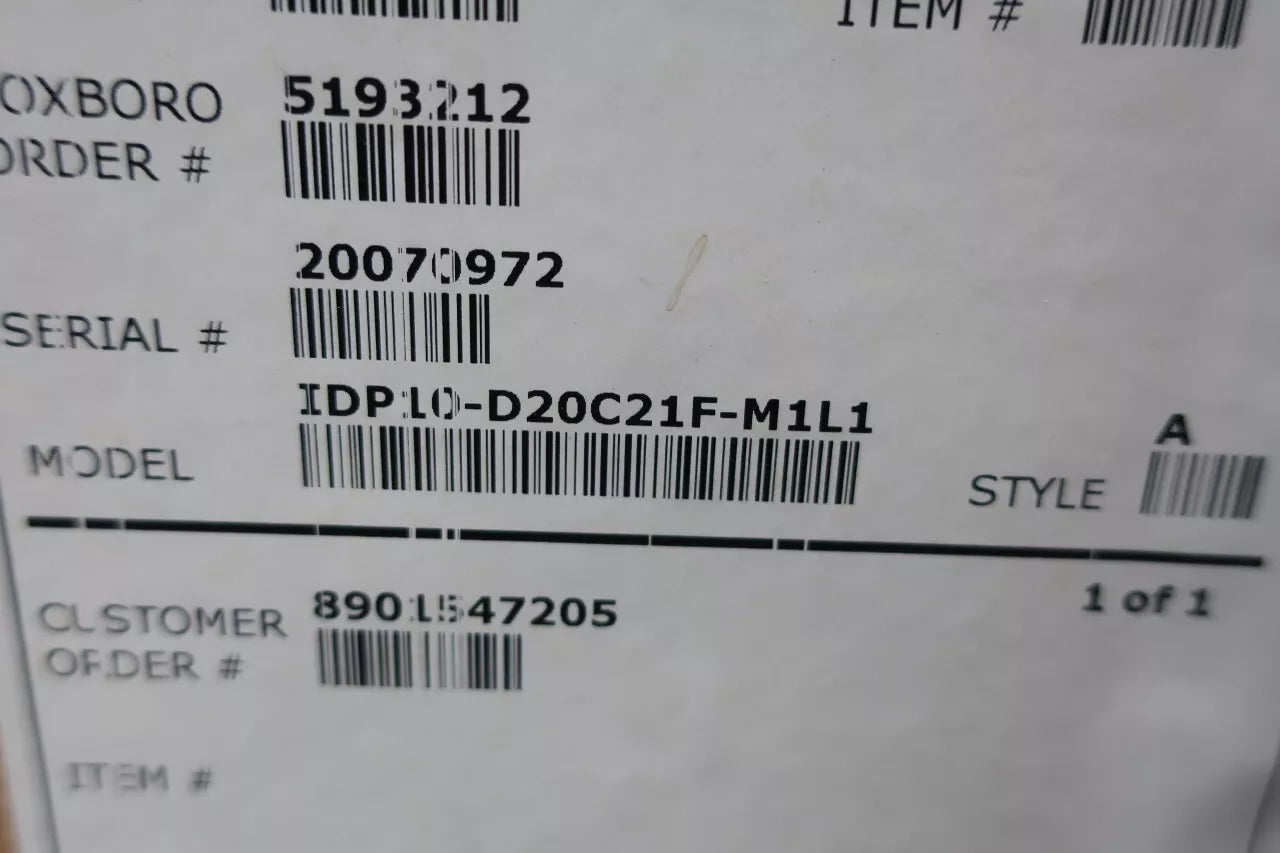 ITEM #
OXBORO 5193212
ORDER #
20070972
SERIAL #
IDP10-D20C21F-M1L1
MODEL
A
STYLE
1 of 1
CUSTOMER 8901547205
ORDER #
ITEM #